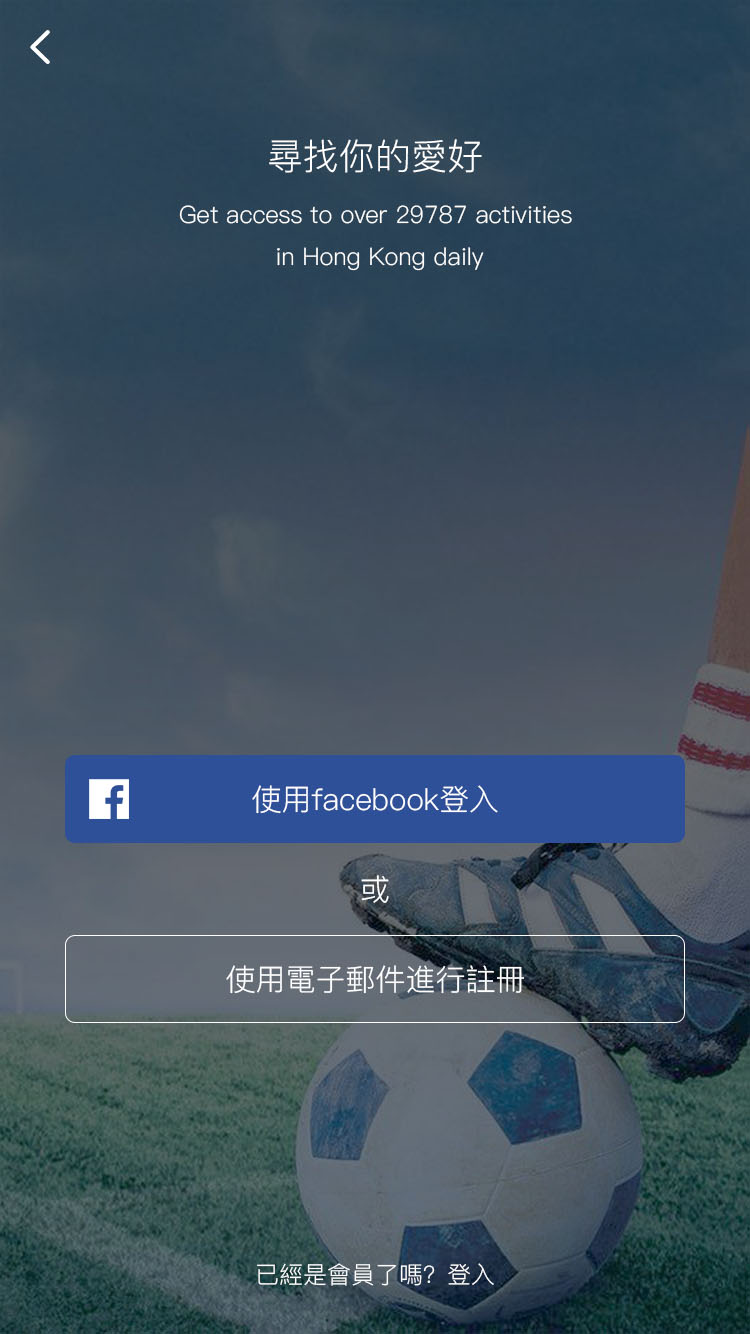 尋找你的愛好
Get access to over 29787 activities
in Hong Kong daily
使用facebook登入
或
使用電子郵件進行註冊
已經是會員了嗎？登入